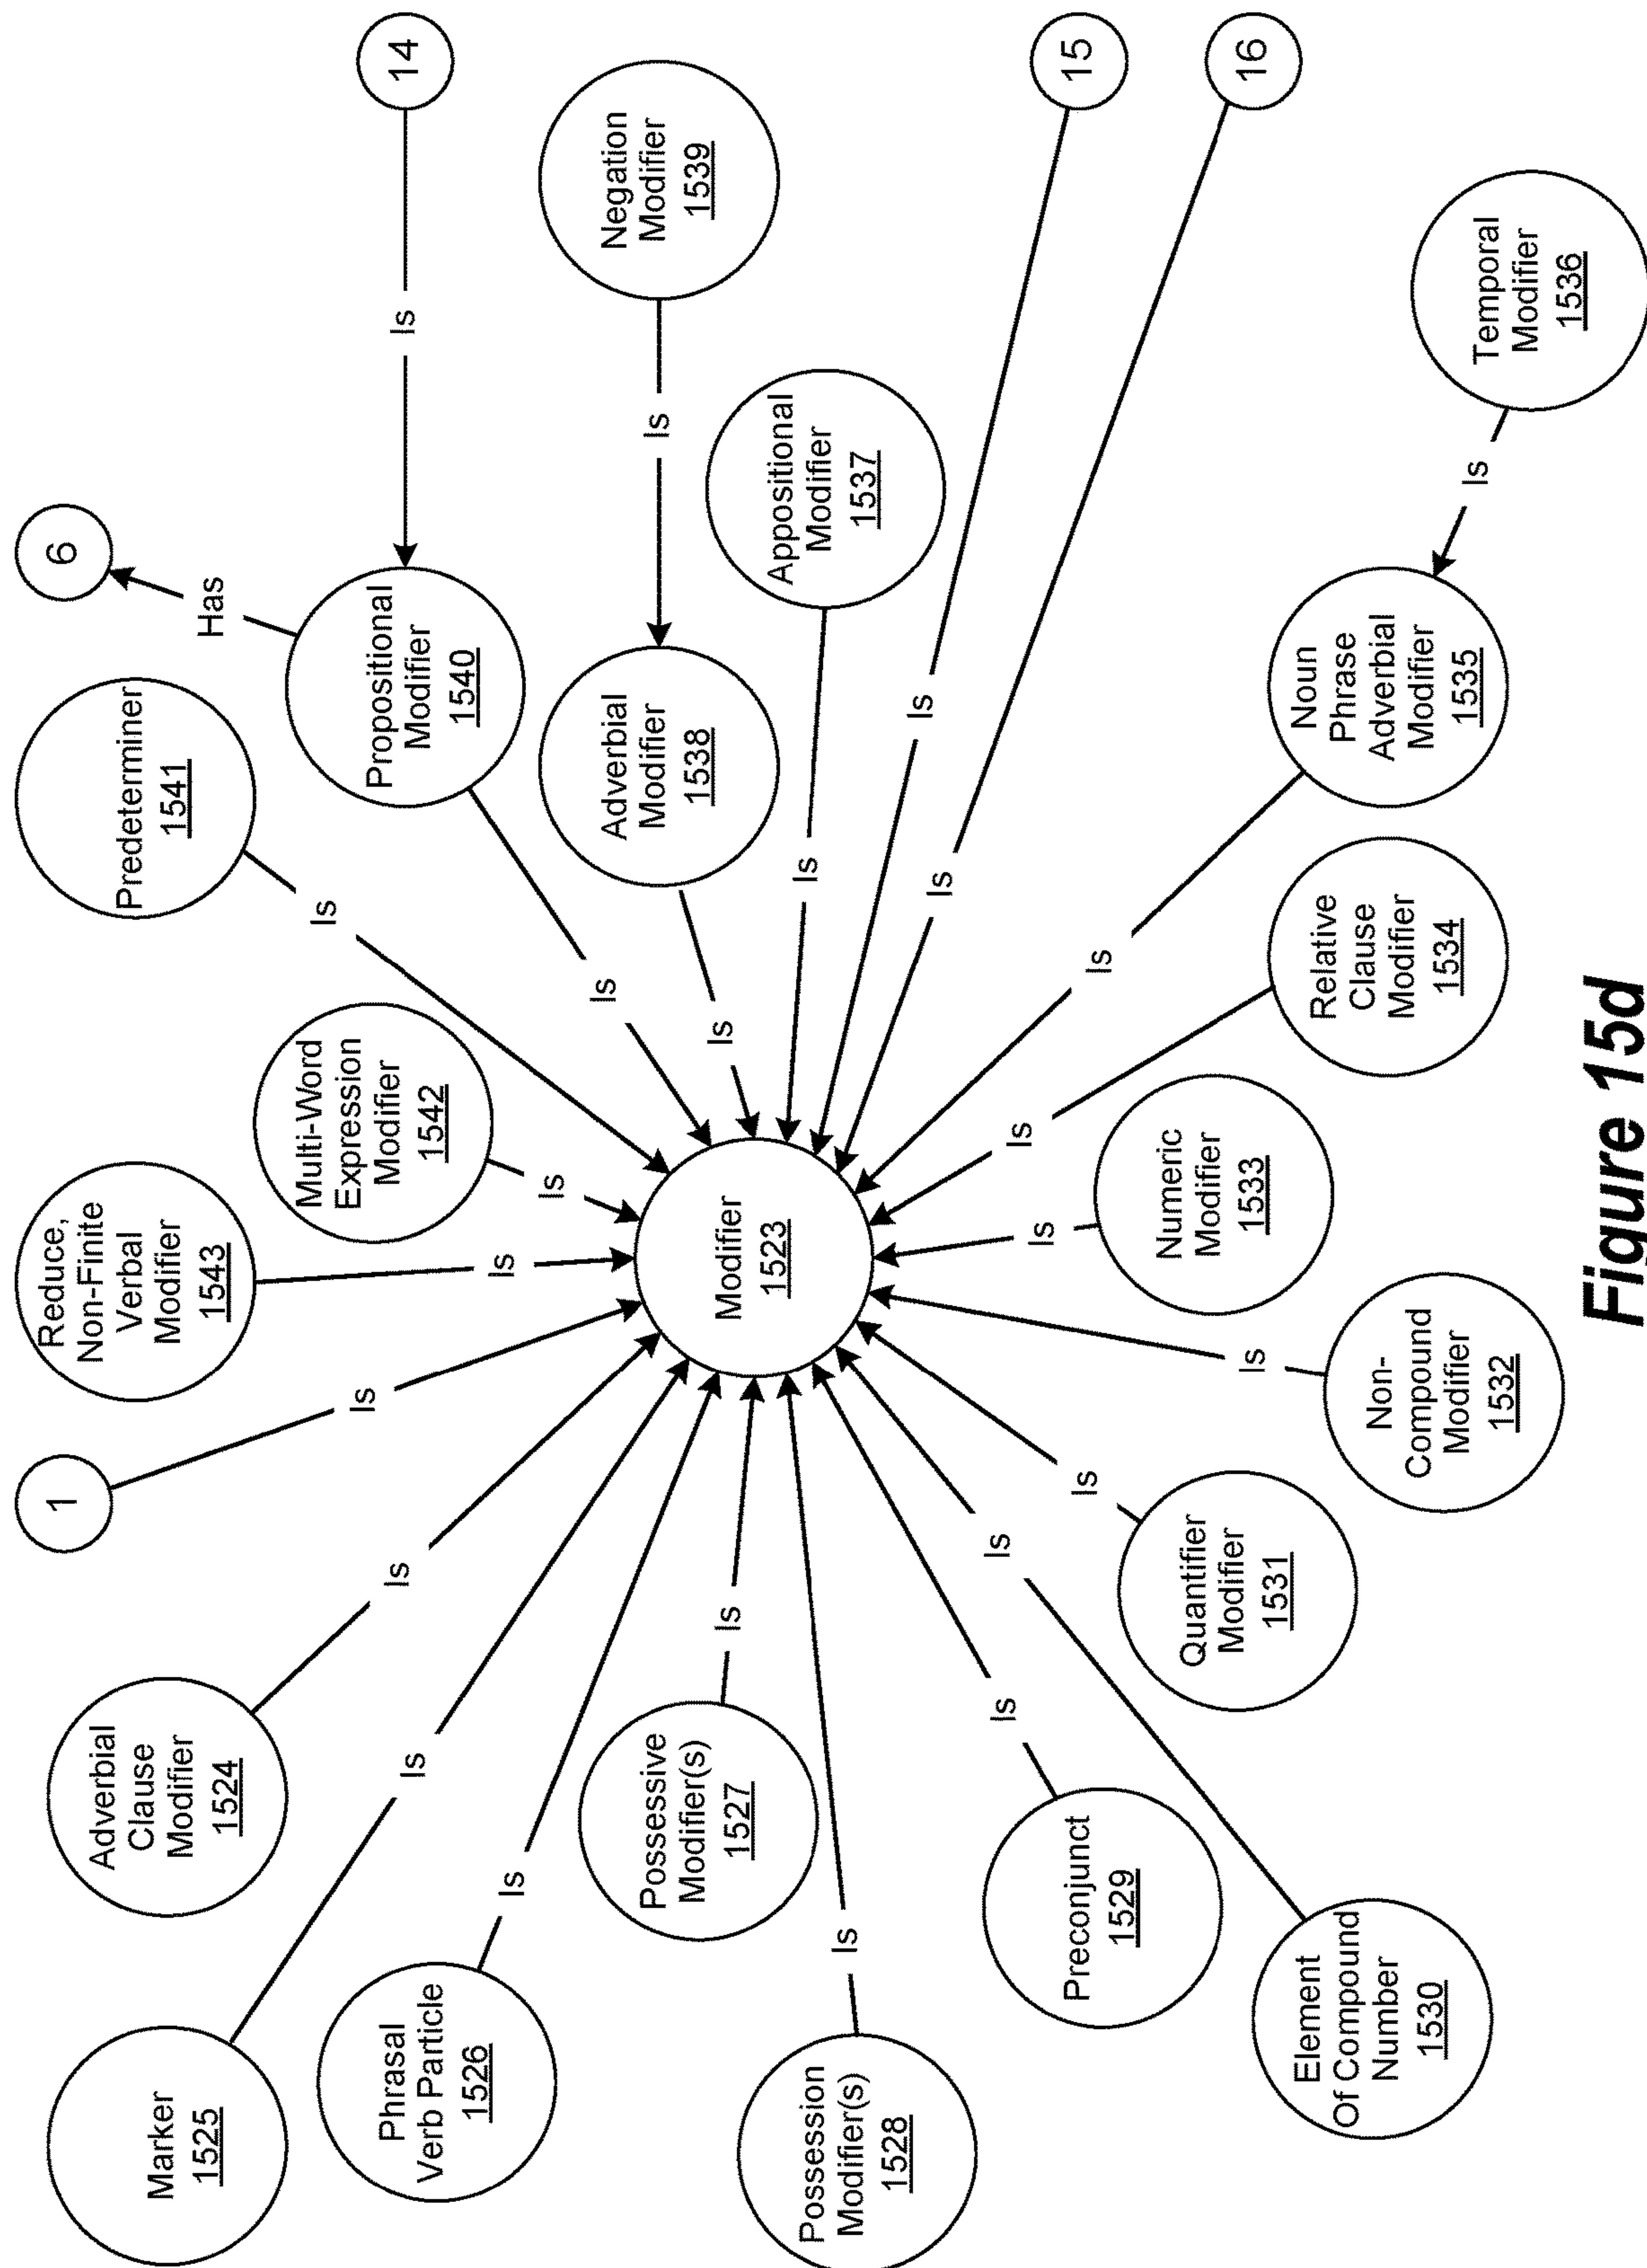 Marker
1525
Adverbial
Clause
Modifier
1524
1
Reduce,
Non-Finite
Verbal
Modifier
1543
Predeterminer
1541
6
Has
Is
Is
Is
Is
Is
Phrasal
Verb Particle
1526
Is
Multi-Word
Expression
Modifier
1542
Is
Propositional
Modifier
1540
Is
Is
14
Possessive
Modifier(s)
1527
Is
Modifier
1523
Is
Adverbial
Modifier
1538
Is
Negation
Modifier
1539
Possession
Modifier(s)
1528
Is
Is
Appositional
Modifier
1537
Is
Is
15
16
Preconjunct
1529
Is
Is
Is
Is
Is
Is
Element
Of Compound
Number
1530
Quantifier
Modifier
1531
Is
Numeric
Modifier
1533
Non-
Compound
Modifier
1532
Is
Relative
Clause
Modifier
1534
Noun
Phrase
Adverbial
Modifier
1535
Is
Temporal
Modifier
1536
Figure 15d